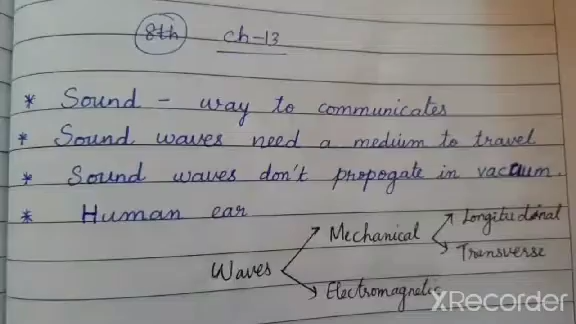 8th ch-13
* Sound - way to communicates
* Sound waves need a medium to travel
* Sound waves don't propogate in vacuum.
* Human ear
Longitudinal
Mechanical
Transverse
Waves
Electromagnetic
XRecorder